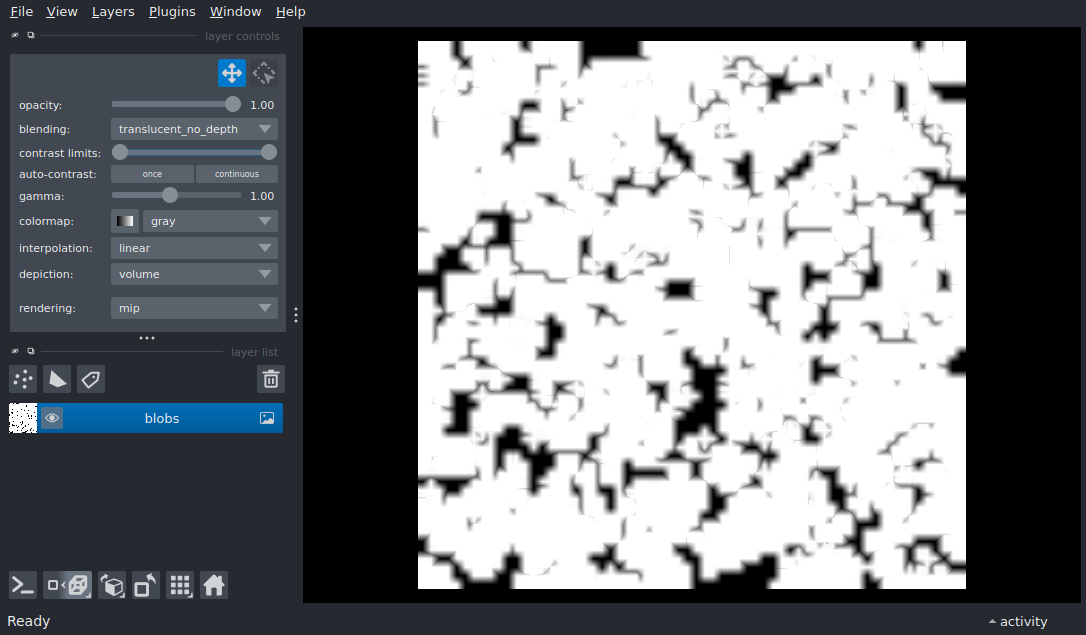 File View Layers Plugins Window Help
layer controls
opacity: 1.00
blending: translucent_no_depth
contrast limits:
auto-contrast: once continuous
gamma: 1.00
colormap: gray
interpolation: linear
depiction: volume
rendering: mip
layer list
blobs
Ready activity